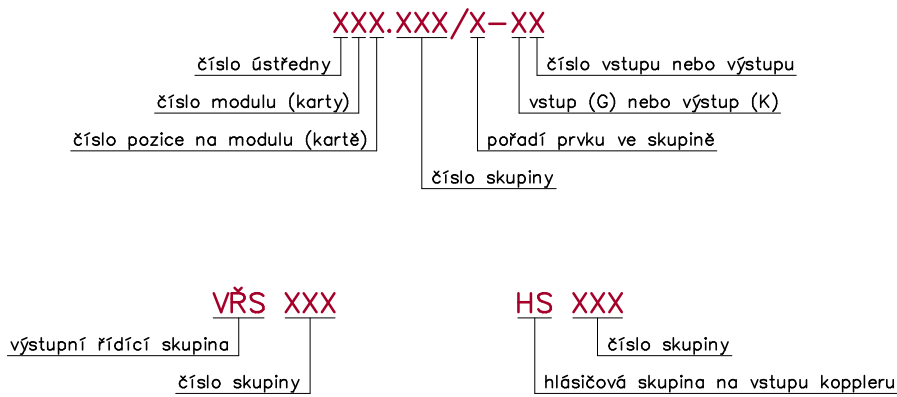 XXX.XXX/X-XX
číslo ústředny
číslo vstupu nebo výstupu
číslo modulu (karty)
vstup (G) nebo výstup (K)
číslo pozice na modulu (kartě)
pořadí prvku ve skupině
číslo skupiny
VŘS XXX
HS XXX
výstupní řídící skupina
číslo skupiny
číslo skupiny
hlásičová skupina na vstupu koppleru